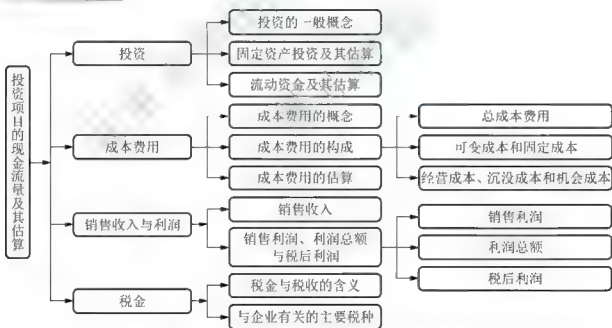 投资项目的现金流量及其估算
投资
投资的一般概念
固定资产投资及其估算
流动资金及其估算
成本费用
成本费用的概念
成本费用的构成
成本费用的估算
总成本费用
可变成本和固定成本
经营成本、沉没成本和机会成本
销售收入与利润
销售收入
销售利润、利润总额
与税后利润
销售利润
利润总额
税后利润
税金
税金与税收的含义
与企业有关的主要税种